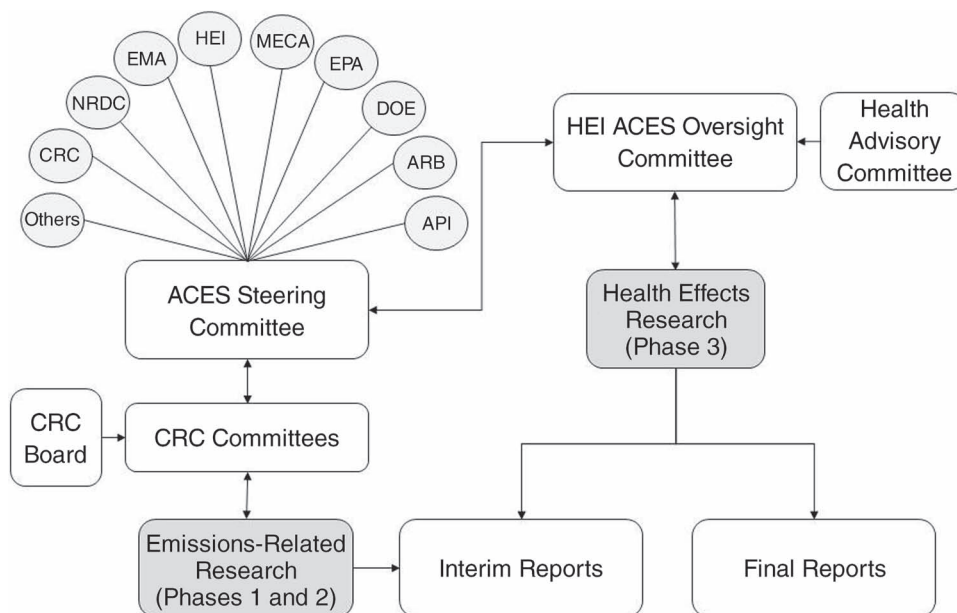 HEI
MECA
EMA
EPA
NRDC
DOE
CRC
ARB
Others
API
HEI ACES Oversight
Committee
Health
Advisory
Committee
ACES Steering
Committee
Health Effects
Research
(Phase 3)
CRC
Board
CRC Committees
Emissions-Related
Research
(Phases 1 and 2)
Interim Reports
Final Reports